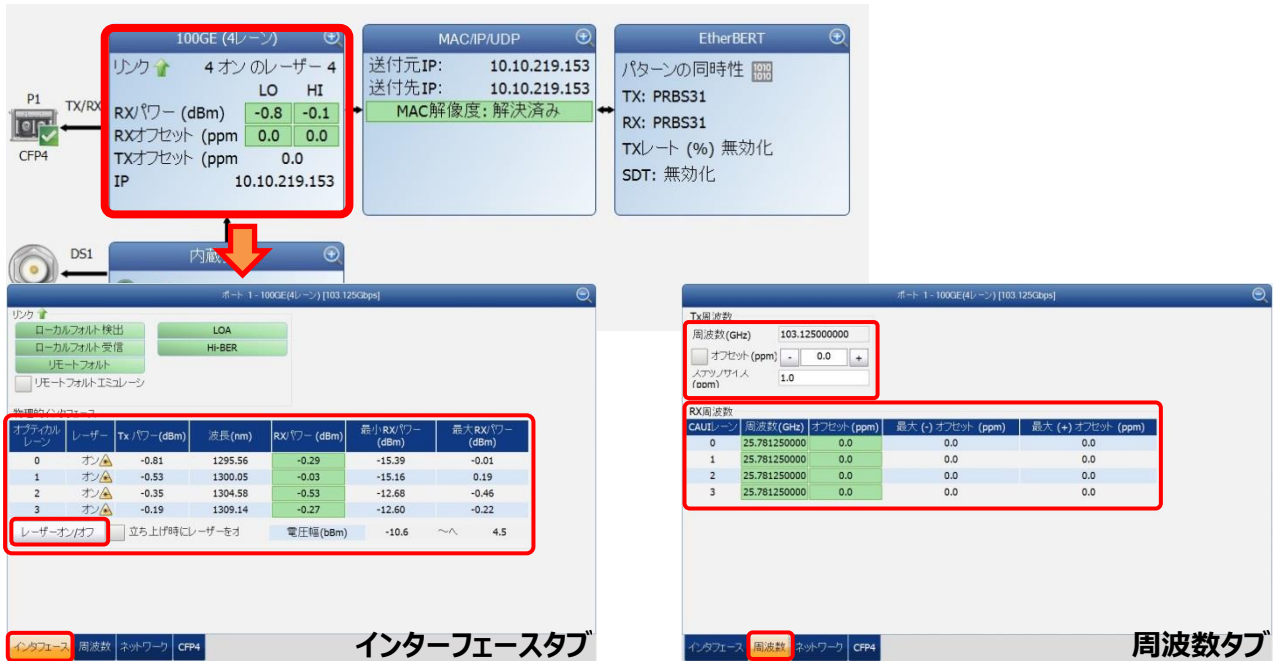 100GE (4レーン)
リンク 4 オン のレーザー 4
LO HI
RXパワー (dBm) -0.8 -0.1
RXオフセット (ppm 0.0 0.0
TXオフセット (ppm 0.0
IP 10.10.219.153
MAC/IP/UDP
送付元IP: 10.10.219.153
送付先IP: 10.10.219.153
MAC解像度: 解決済み
EtherBERT
パターンの同時性 1010 1010
TX: PRBS31
RX: PRBS31
TXレート (%) 無効化
SDT: 無効化
P1
TX/RX
CFP4
DS1
内蔵
ポート 1 - 100GE(4レーン) [103.125Gbps]
リンク
ローカルフォルト検出 LOA
ローカルフォルト受信 HI-BER
リモートフォルト
リモートフォルトエミュレーシ
物理的インタフェース
オプティカルレーン レーザー Tx パワー(dBm) 波長(nm) RXパワー (dBm) 最小RXパワー (dBm) 最大RXパワー (dBm)
0 オン -0.81 1295.56 -0.29 -15.39 -0.01
1 オン -0.53 1300.05 -0.03 -15.16 0.19
2 オン -0.35 1304.58 -0.53 -12.68 -0.46
3 オン -0.19 1309.14 -0.27 -12.60 -0.22
レーザーオン/オフ 立ち上げ時にレーザーをオ 電圧幅(bBm) -10.6 ～へ 4.5
インタフェース 周波数 ネットワーク CFP4
インターフェースタブ
ポート 1 - 100GE(4レーン) [103.125Gbps]
Tx周波数
周波数(GHz) 103.125000000
オフセット(ppm) - 0.0 +
ステップサイズ (ppm) 1.0
RX周波数
CAUIレーン 周波数(GHz) オフセット(ppm) 最大 (-) オフセット (ppm) 最大 (+) オフセット (ppm)
0 25.781250000 0.0 0.0 0.0
1 25.781250000 0.0 0.0 0.0
2 25.781250000 0.0 0.0 0.0
3 25.781250000 0.0 0.0 0.0
インタフェース 周波数 ネットワーク CFP4
周波数タブ